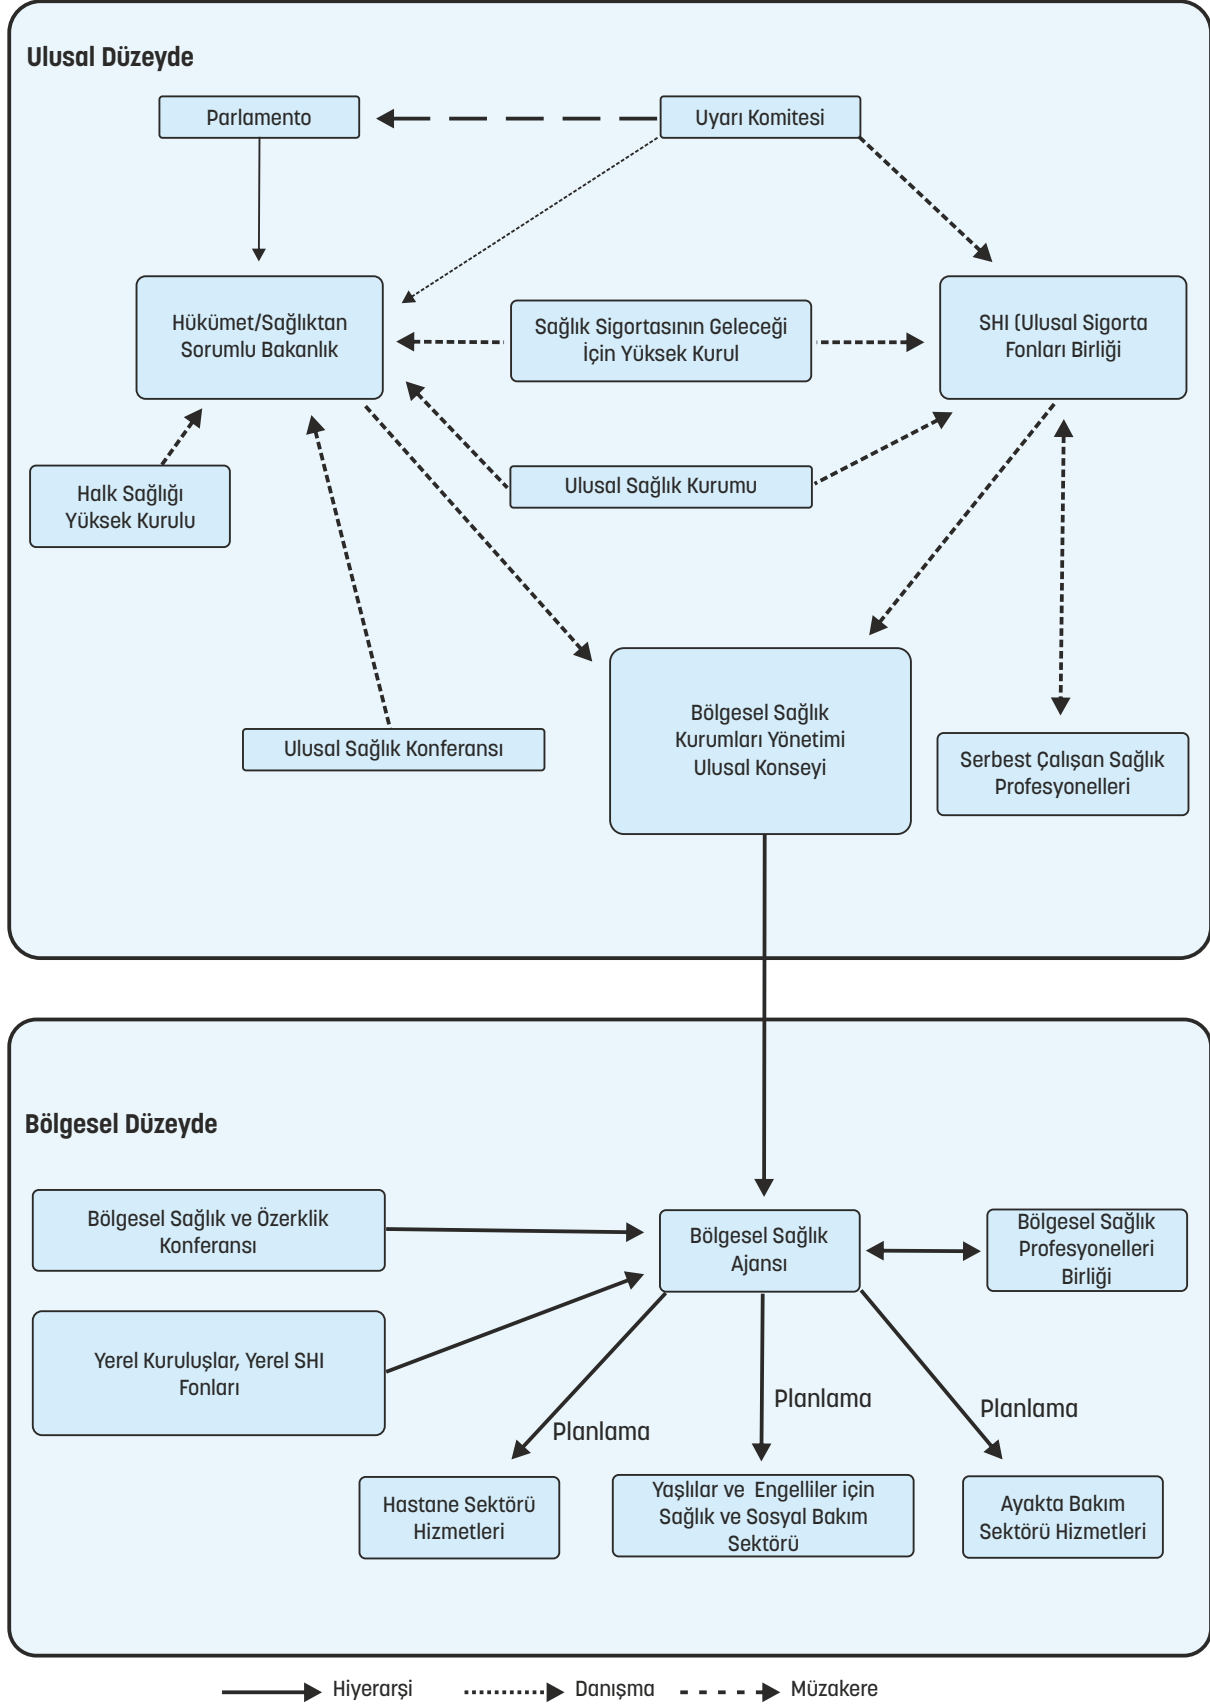 Ulusal Düzeyde
Parlamento
Uyarı Komitesi
Hükümet/Sağlıktan
Sorumlu Bakanlık
Sağlık Sigortasının Geleceği
İçin Yüksek Kurul
SHI (Ulusal Sigorta
Fonları Birliği
Halk Sağlığı
Yüksek Kurulu
Ulusal Sağlık Kurumu
Ulusal Sağlık Konferansı
Bölgesel Sağlık
Kurumları Yönetimi
Ulusal Konseyi
Serbest Çalışan Sağlık
Profesyonelleri
Bölgesel Düzeyde
Bölgesel Sağlık ve Özerklik
Konferansı
Bölgesel Sağlık
Ajansı
Bölgesel Sağlık
Profesyonelleri
Birliği
Yerel Kuruluşlar, Yerel SHI
Fonları
Planlama
Planlama
Planlama
Hastane Sektörü
Hizmetleri
Yaşlılar ve Engelliler için
Sağlık ve Sosyal Bakım
Sektörü
Ayakta Bakım
Sektörü Hizmetleri
Hiyerarşi
Danışma
Müzakere